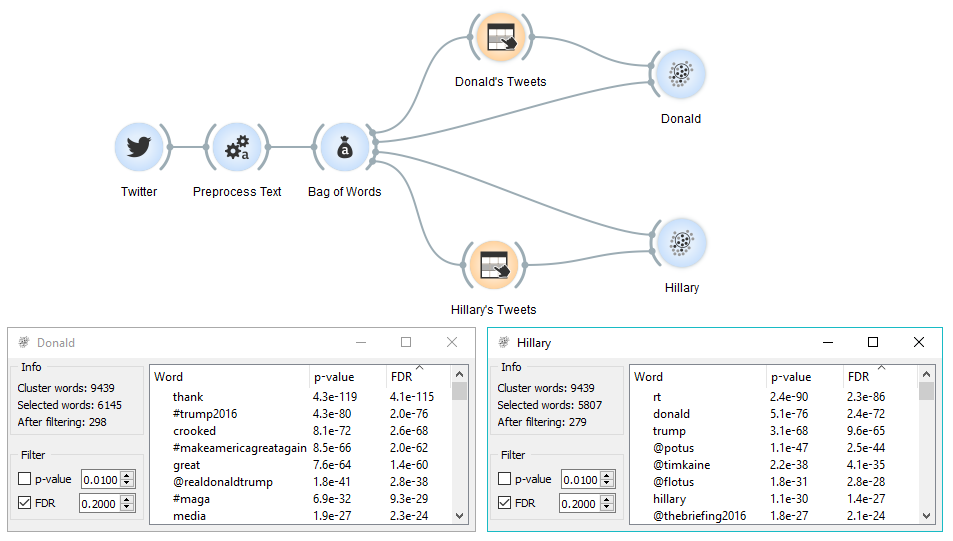 Donald's Tweets
Donald
Twitter
Preprocess Text
Bag of Words
Hillary
Hillary's Tweets
Donald
Info
Cluster words: 9439
Selected words: 6145
After filtering: 298
Filter
p-value 0.0100
FDR 0.2000
Word p-value FDR
thank 4.3e-119 4.1e-115
#trump2016 4.3e-80 2.0e-76
crooked 8.1e-72 2.6e-68
#makeamericagreatagain 8.5e-66 2.0e-62
great 7.6e-64 1.4e-60
@realdonaldtrump 1.8e-41 2.8e-38
#maga 6.9e-32 9.3e-29
media 1.9e-27 2.3e-24
Hillary
Info
Cluster words: 9439
Selected words: 5807
After filtering: 279
Filter
p-value 0.0100
FDR 0.2000
Word p-value FDR
rt 2.4e-90 2.3e-86
donald 5.1e-76 2.4e-72
trump 3.1e-68 9.6e-65
@potus 1.1e-47 2.5e-44
@timkaine 2.2e-38 4.1e-35
@flotus 1.8e-31 2.8e-28
hillary 1.1e-30 1.4e-27
@thebriefing2016 1.8e-27 2.1e-24